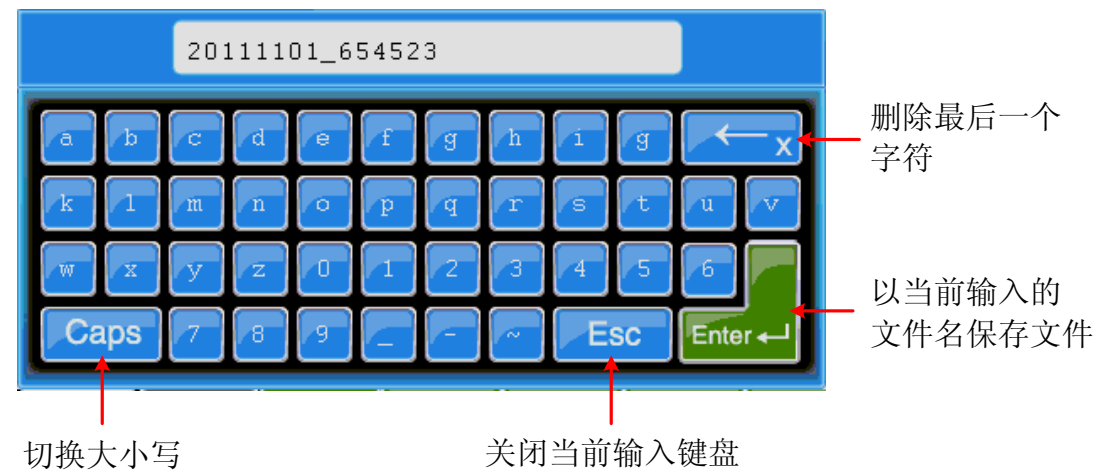 20111101_654523
a b c d e f g h i g ←x
删除最后一个
字符
k l m n o p q r s t u v
w x y z 0 1 2 3 4 5 6
以当前输入的
文件名保存文件
Caps 7 8 9 _ - ~ Esc Enter↵
切换大小写
关闭当前输入键盘